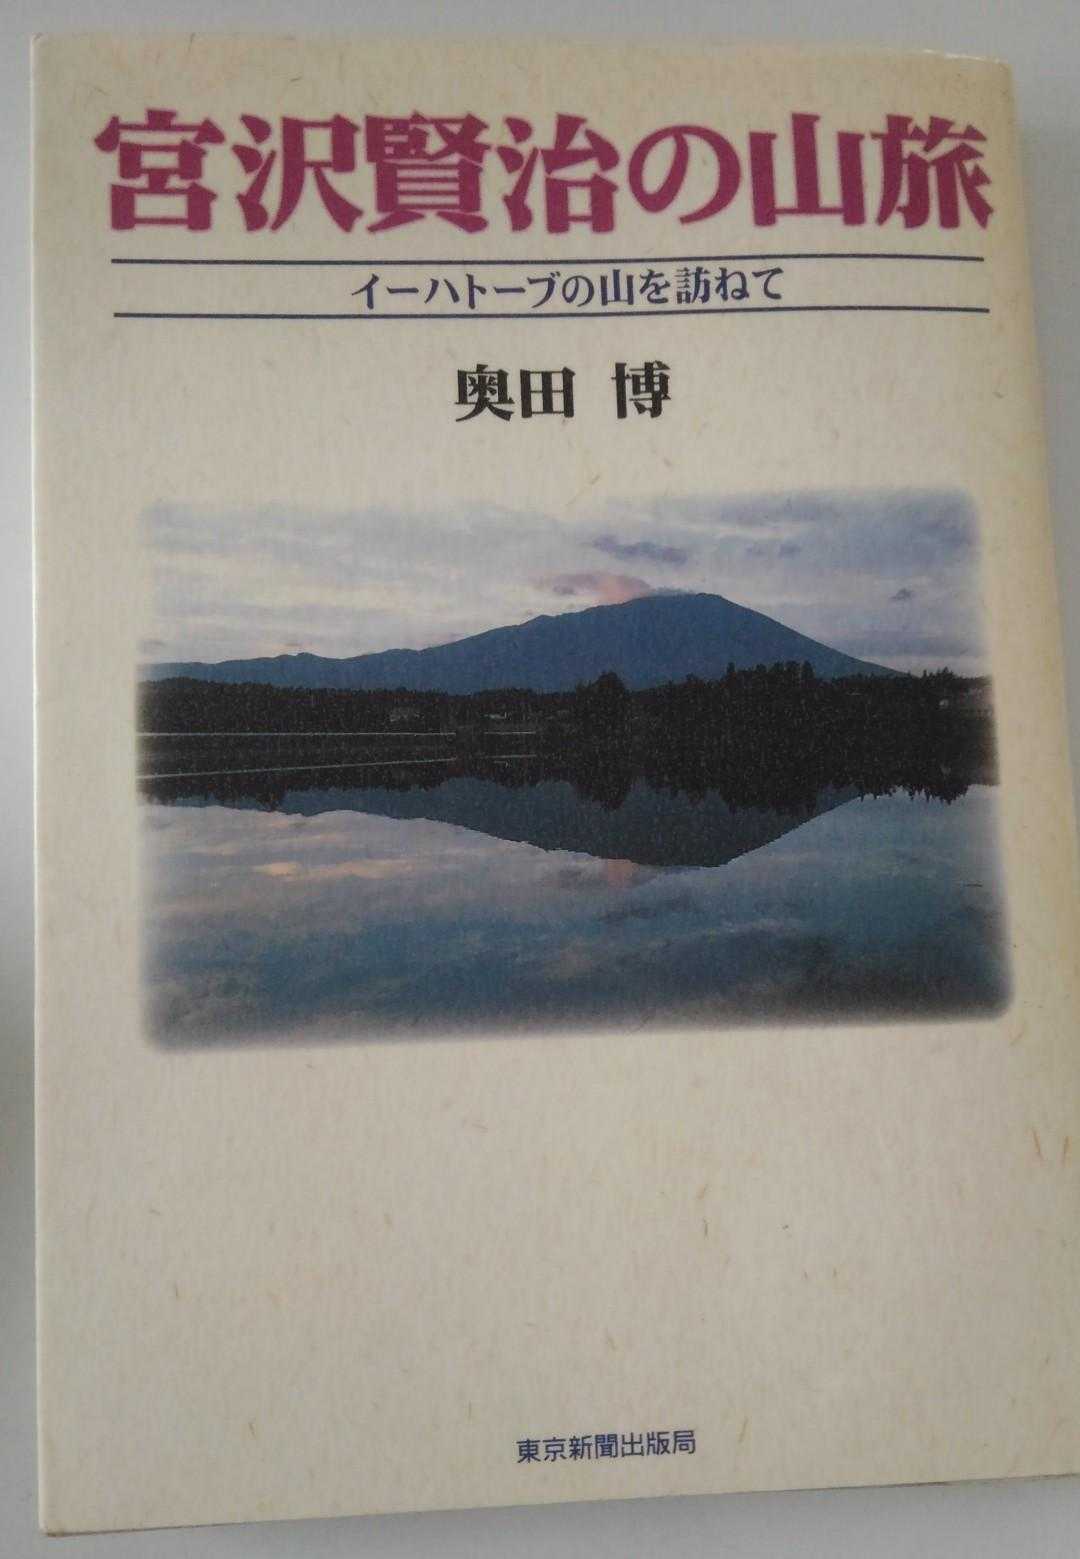 宮沢賢治の山旅
イーハトーブの山を訪ねて
奥田 博
東京新聞出版局